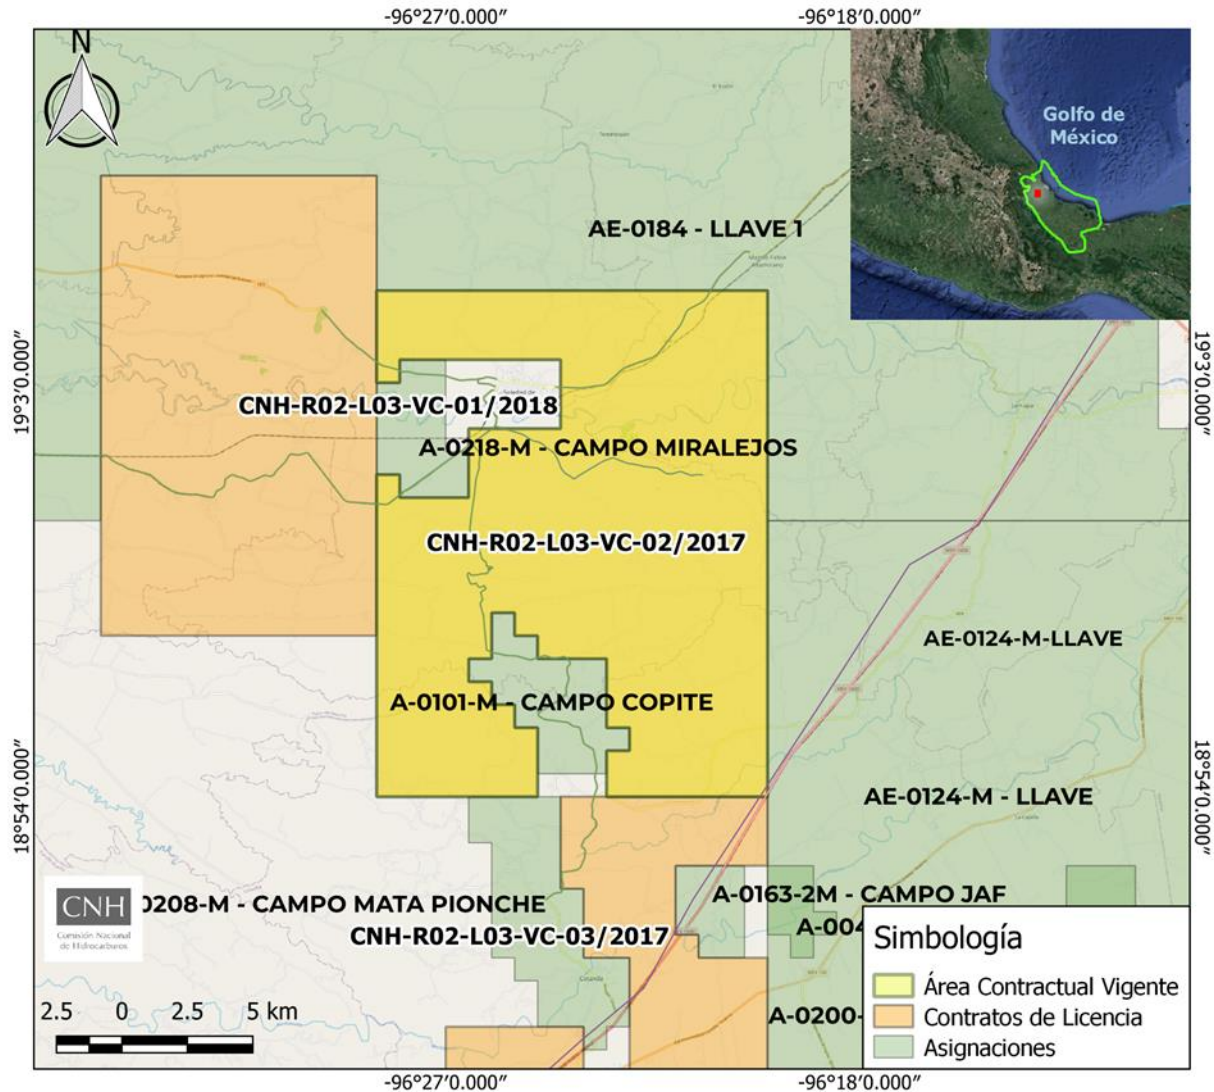 -96°27'0.000"
-96°18'0.000"
N
Golfo de
México
AE-0184 - LLAVE 1
19°3'0.000"
19°3'0.000"
CNH-R02-L03-VC-01/2018
A-0218-M - CAMPO MIRALEJOS
CNH-R02-L03-VC-02/2017
AE-0124-M-LLAVE
A-0101-M - CAMPO COPITE
18°54'0.000"
18°54'0.000"
AE-0124-M - LLAVE
A-0163-2M - CAMPO JAF
0208-M - CAMPO MATA PIONCHE
A-004
CNH-R02-L03-VC-03/2017
CNH
Comisión Nacional
de Hidrocarburos
Simbología
Área Contractual Vigente
Contratos de Licencia
Asignaciones
2.5 0 2.5 5 km
A-0200-
-96°27'0.000"
-96°18'0.000"